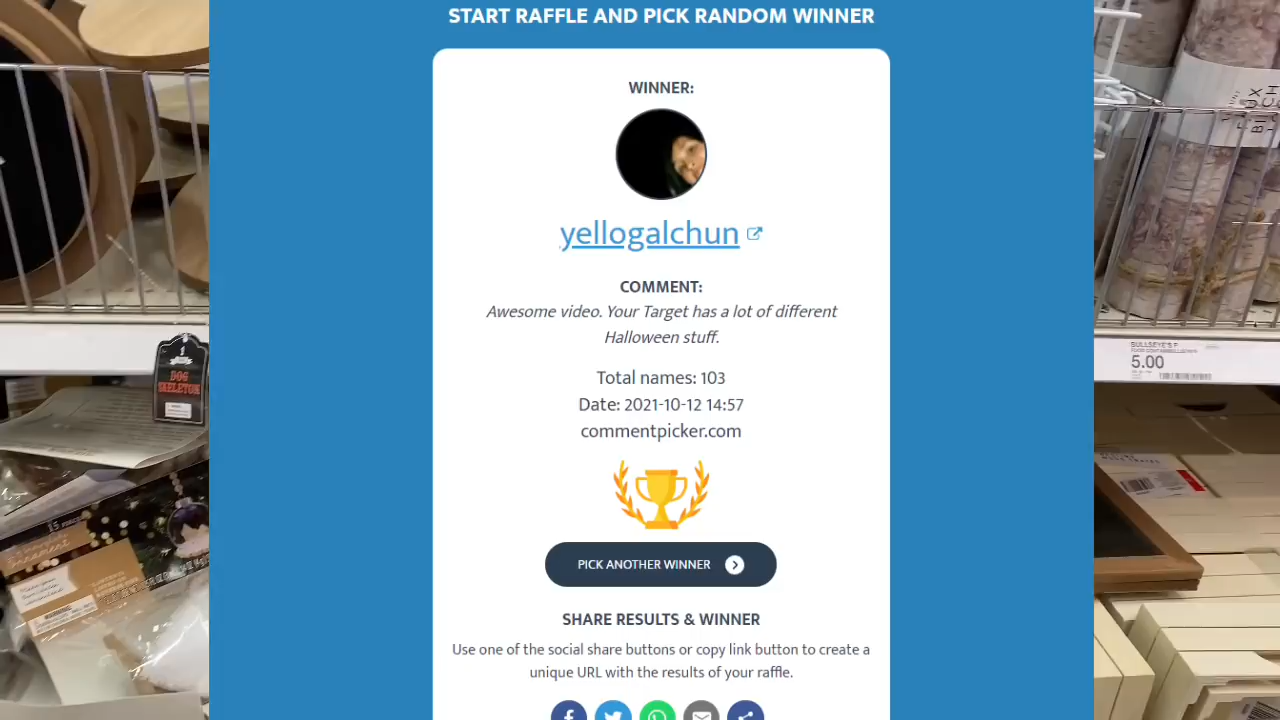 START RAFFLE AND PICK RANDOM WINNER
WINNER:
yellogalchun
COMMENT:
Awesome video. Your Target has a lot of different
Halloween stuff.
Total names: 103
Date: 2021-10-12 14:57
commentpicker.com
PICK ANOTHER WINNER
SHARE RESULTS & WINNER
Use one of the social share buttons or copy link button to create a
unique URL with the results of your raffle.
DOG
SKELETON
BULLSEYE'S P
5.00